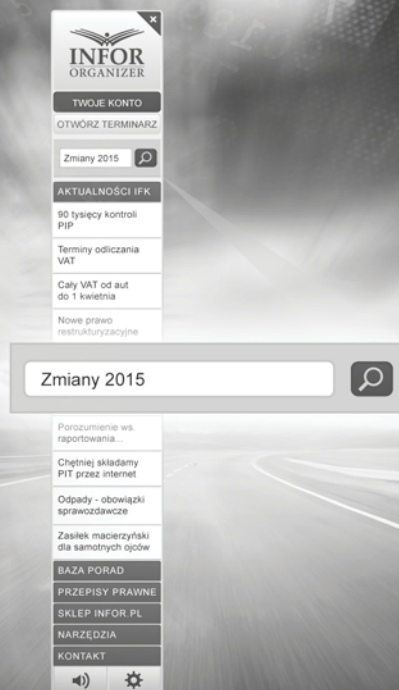 INFOR
ORGANIZER
TWOJE KONTO
OTWÓRZ TERMINARZ
Zmiany 2015
AKTUALNOŚCI IFK
90 tysięcy kontroli
PIP
Terminy odliczania
VAT
Cały VAT od aut
do 1 kwietnia
Nowe prawo
restrukturyzacyjne
Zmiany 2015
Porozumienie ws.
raportowania...
Chętniej składamy
PIT przez internet
Odpady - obowiązki
sprawozdawcze
Zasiłek macierzyński
dla samotnych ojców
BAZA PORAD
PRZEPISY PRAWNE
SKLEP INFOR.PL
NARZĘDZIA
KONTAKT